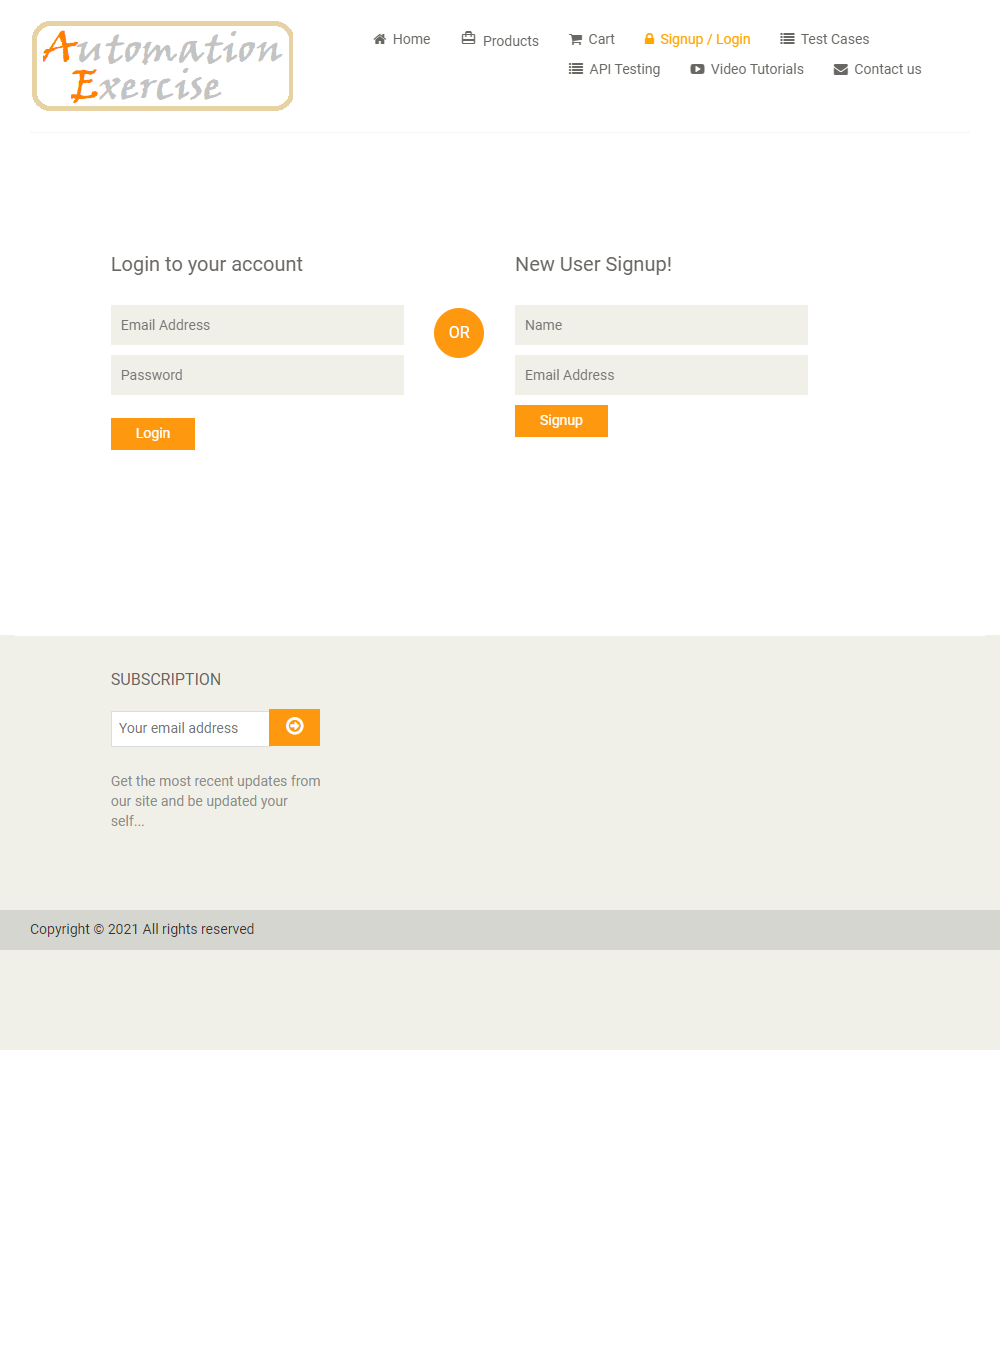 Automation
Exercise
Home Products Cart Signup / Login Test Cases
API Testing Video Tutorials Contact us
Login to your account
Email Address
Password
Login
OR
New User Signup!
Name
Email Address
Signup
SUBSCRIPTION
Your email address
Get the most recent updates from
our site and be updated your
self...
Copyright © 2021 All rights reserved